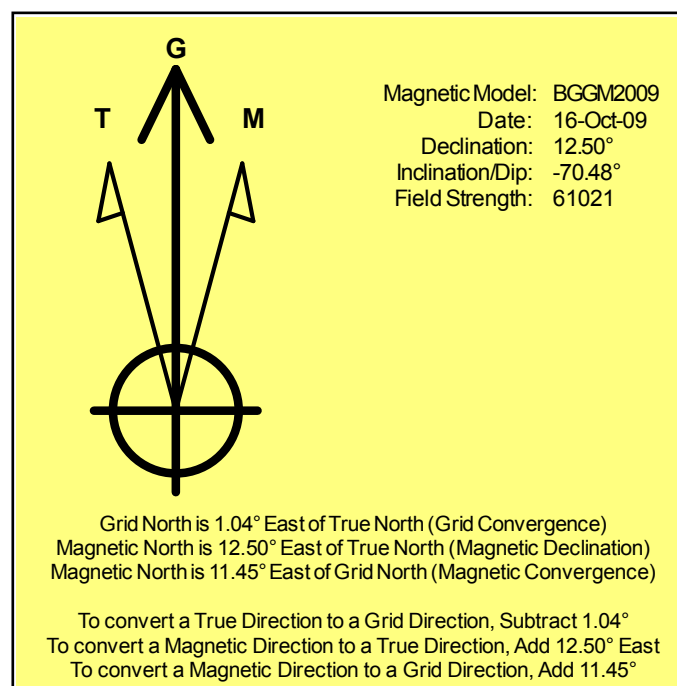 G
T M
Magnetic Model: BGGM2009
Date: 16-Oct-09
Declination: 12.50°
Inclination/Dip: -70.48°
Field Strength: 61021
Grid North is 1.04° East of True North (Grid Convergence)
Magnetic North is 12.50° East of True North (Magnetic Declination)
Magnetic North is 11.45° East of Grid North (Magnetic Convergence)
To convert a True Direction to a Grid Direction, Subtract 1.04°
To convert a Magnetic Direction to a True Direction, Add 12.50° East
To convert a Magnetic Direction to a Grid Direction, Add 11.45°